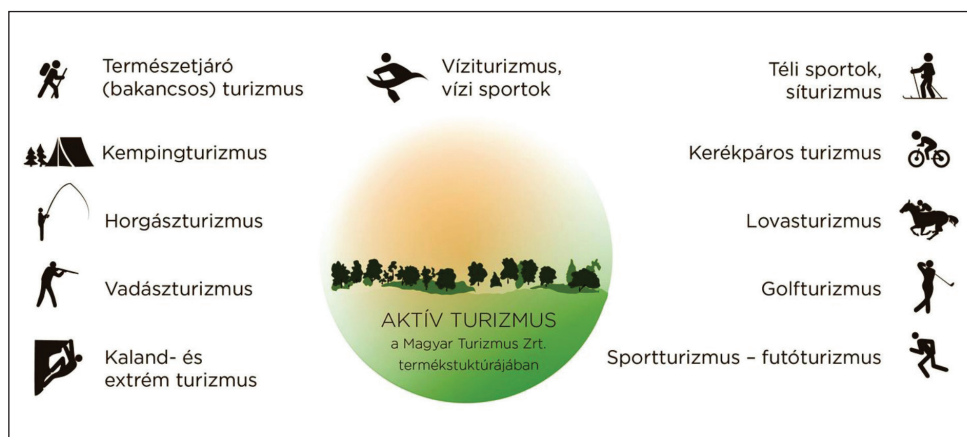 Természetjáró
(bakancsos) turizmus
Víziturizmus,
vízi sportok
Téli sportok,
síturizmus
Kempingturizmus
Kerékpáros turizmus
Horgászturizmus
Lovasturizmus
Vadászturizmus
Golfturizmus
Kaland- és
extrém turizmus
AKTÍV TURIZMUS
a Magyar Turizmus Zrt.
termékstuktúrájában
Sportturizmus – futóturizmus